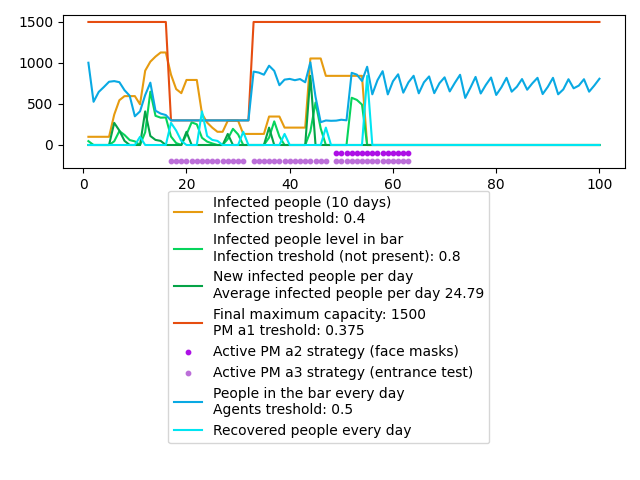 1500
1000
500
0
0
20
40
60
80
100
Infected people (10 days)
Infection treshold: 0.4
Infected people level in bar
Infection treshold (not present): 0.8
New infected people per day
Average infected people per day 24.79
Final maximum capacity: 1500
PM a1 treshold: 0.375
Active PM a2 strategy (face masks)
Active PM a3 strategy (entrance test)
People in the bar every day
Agents treshold: 0.5
Recovered people every day